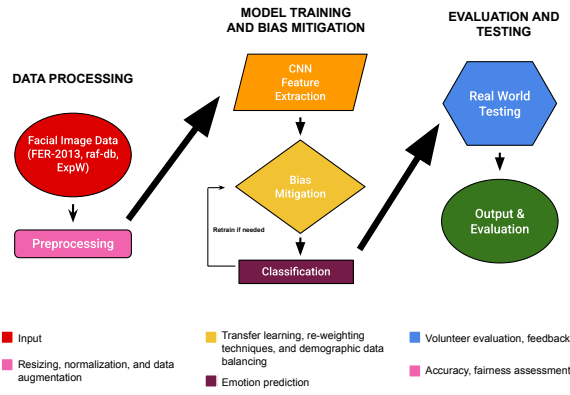 MODEL TRAINING
AND BIAS MITIGATION
EVALUATION AND
TESTING
DATA PROCESSING
CNN
Feature
Extraction
Real World
Testing
Facial Image Data
(FER-2013, raf-db,
ExpW)
Bias
Mitigation
Output &
Evaluation
Retrain if needed
Preprocessing
Classification
Input
Resizing, normalization, and data
augmentation
Transfer learning, re-weighting
techniques, and demographic data
balancing
Emotion prediction
Volunteer evaluation, feedback
Accuracy, fairness assessment